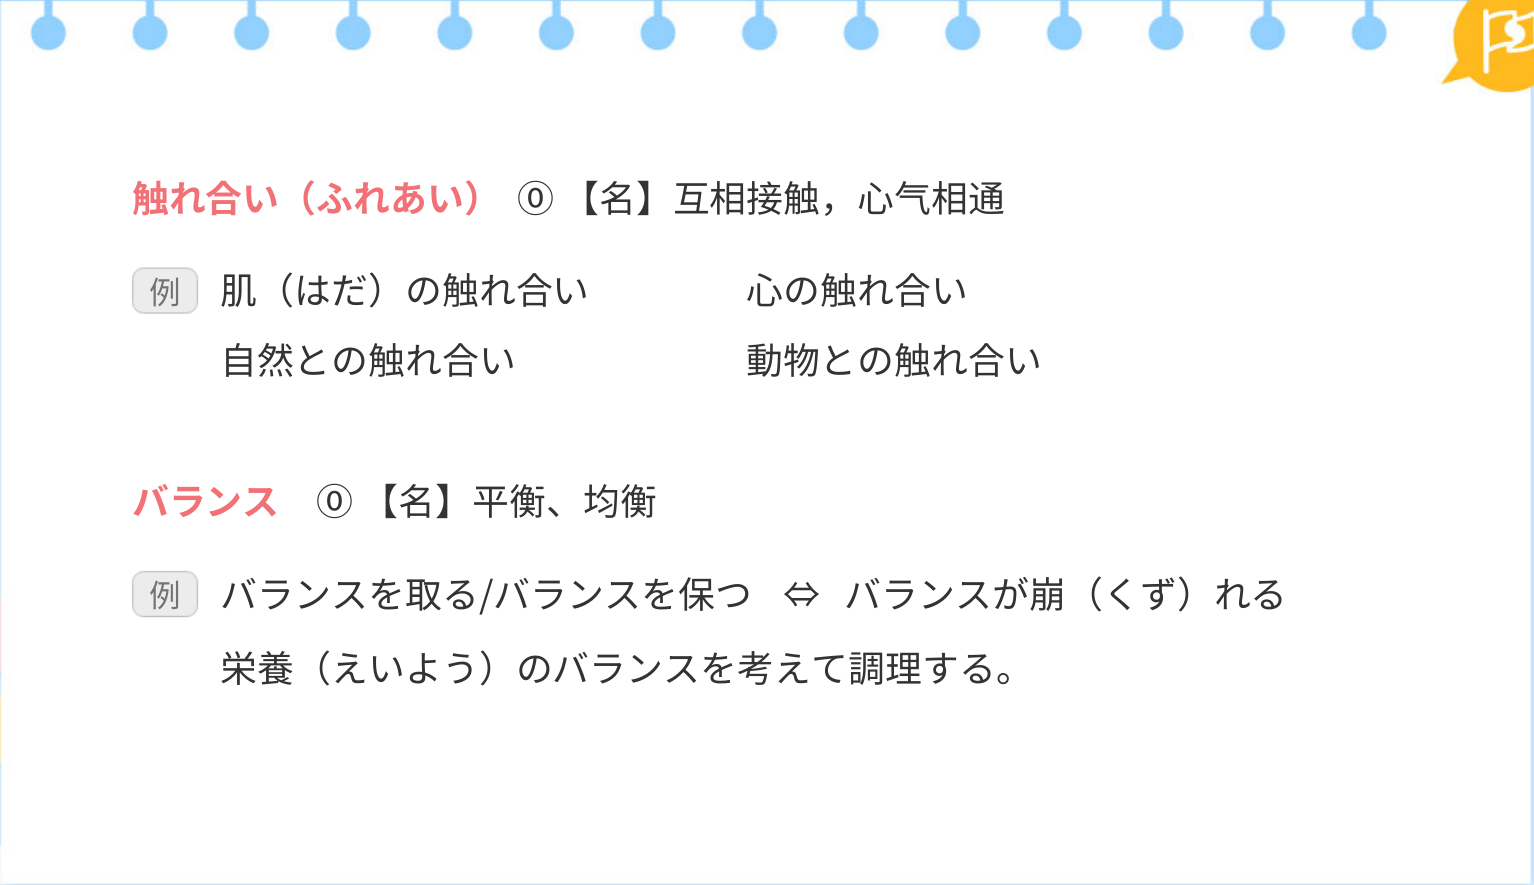 触れ合い（ふれあい） ⓪ 【名】互相接触，心气相通
例 肌（はだ）の触れ合い 心の触れ合い
自然との触れ合い 動物との触れ合い
バランス ⓪ 【名】平衡、均衡
例 バランスを取る/バランスを保つ ⇔ バランスが崩（くず）れる
栄養（えいよう）のバランスを考えて調理する。